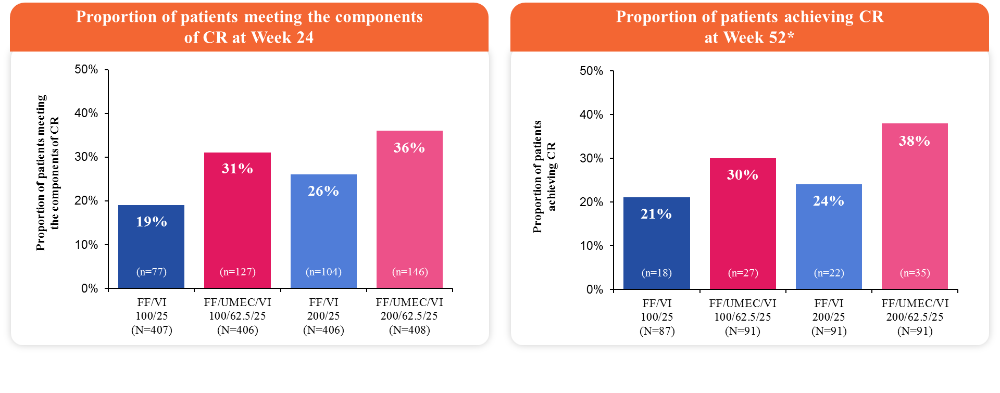 Proportion of patients meeting the components
of CR at Week 24
Proportion of patients meeting
the components of CR
50%
40%
30%
20%
10%
0%
19%
31%
26%
36%
(n=77)
(n=127)
(n=104)
(n=146)
FF/VI
100/25
(N=407)
FF/UMEC/VI
100/62.5/25
(N=406)
FF/VI
200/25
(N=406)
FF/UMEC/VI
200/62.5/25
(N=408)
Proportion of patients achieving CR
at Week 52*
Proportion of patients
achieving CR
50%
40%
30%
20%
10%
0%
21%
30%
24%
38%
(n=18)
(n=27)
(n=22)
(n=35)
FF/VI
100/25
(N=87)
FF/UMEC/VI
100/62.5/25
(N=91)
FF/VI
200/25
(N=91)
FF/UMEC/VI
200/62.5/25
(N=91)